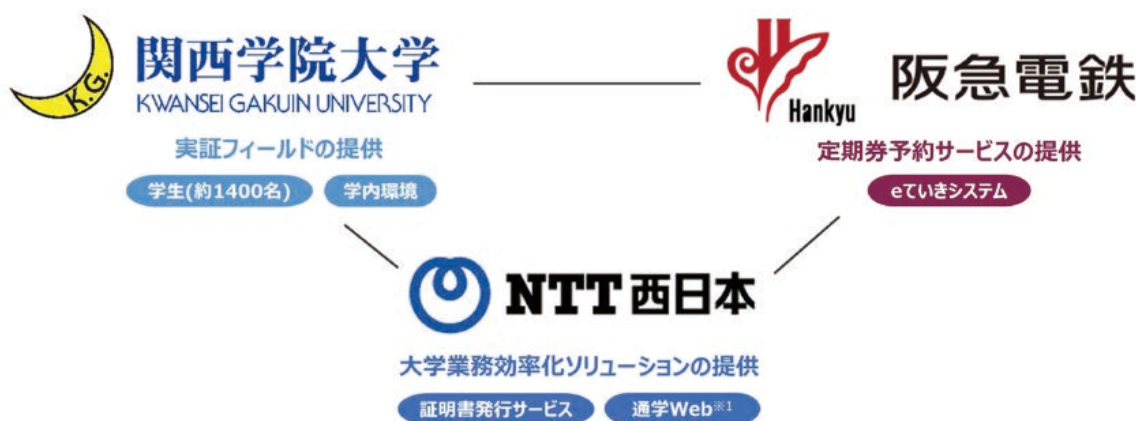 K.G.
関西学院大学
KWANSEI GAKUIN UNIVERSITY
実証フィールドの提供
学生(約1400名)
学内環境
Hankyu
阪急電鉄
定期券予約サービスの提供
eていきシステム
NTT西日本
大学業務効率化ソリューションの提供
証明書発行サービス
通学Web※1